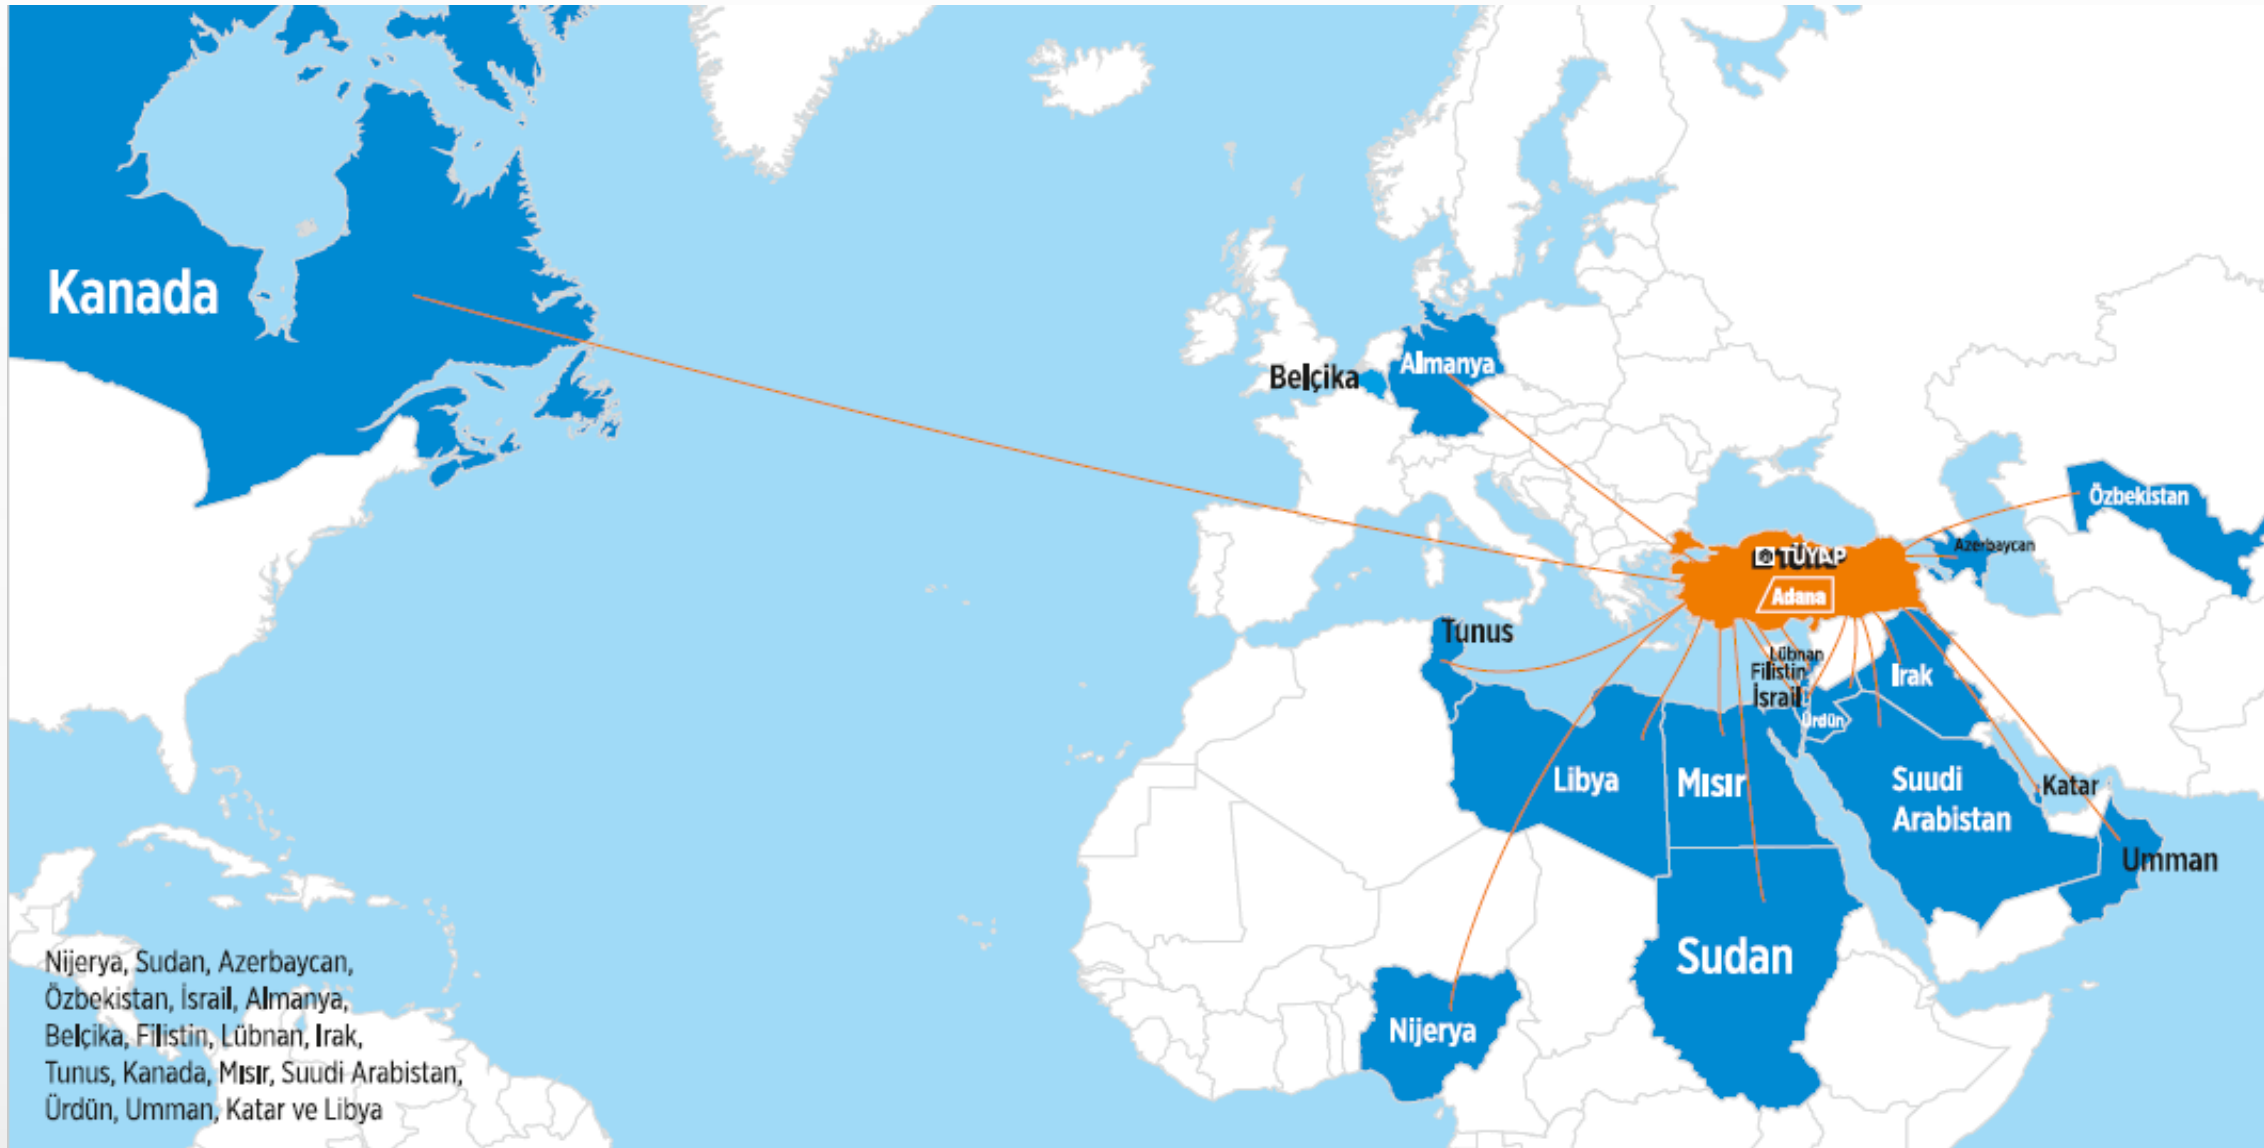 Kanada
Belçika
Almanya
Özbekistan
Azerbaycan
TÜYAP
Adana
Tunus
Lübnan
Filistin
İsrail
Irak
Ürdün
Libya
Mısır
Suudi
Arabistan
Katar
Umman
Sudan
Nijerya
Nijerya, Sudan, Azerbaycan,
Özbekistan, İsrail, Almanya,
Belçika, Filistin, Lübnan, Irak,
Tunus, Kanada, Mısır, Suudi Arabistan,
Ürdün, Umman, Katar ve Libya